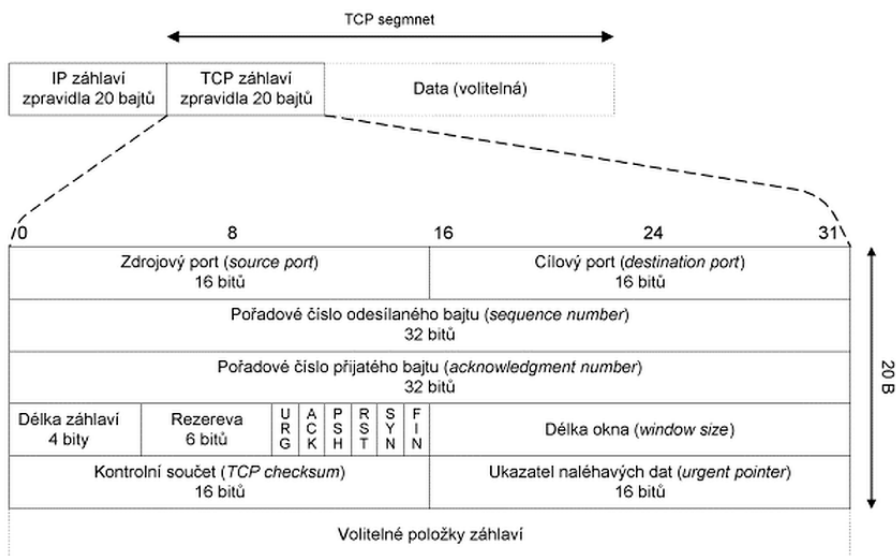 TCP segmnet
IP záhlaví
zpravidla 20 bajtů
TCP záhlaví
zpravidla 20 bajtů
Data (volitelná)
0 8 16 24 31
Zdrojový port (source port)
16 bitů
Cílový port (destination port)
16 bitů
Pořadové číslo odesílaného bajtu (sequence number)
32 bitů
Pořadové číslo přijatého bajtu (acknowledgment number)
32 bitů
20 B
Délka záhlaví
4 bity
Rezereva
6 bitů
URG
ACK
PSH
RST
SYN
FIN
Délka okna (window size)
Kontrolní součet (TCP checksum)
16 bitů
Ukazatel naléhavých dat (urgent pointer)
16 bitů
Volitelné položky záhlaví